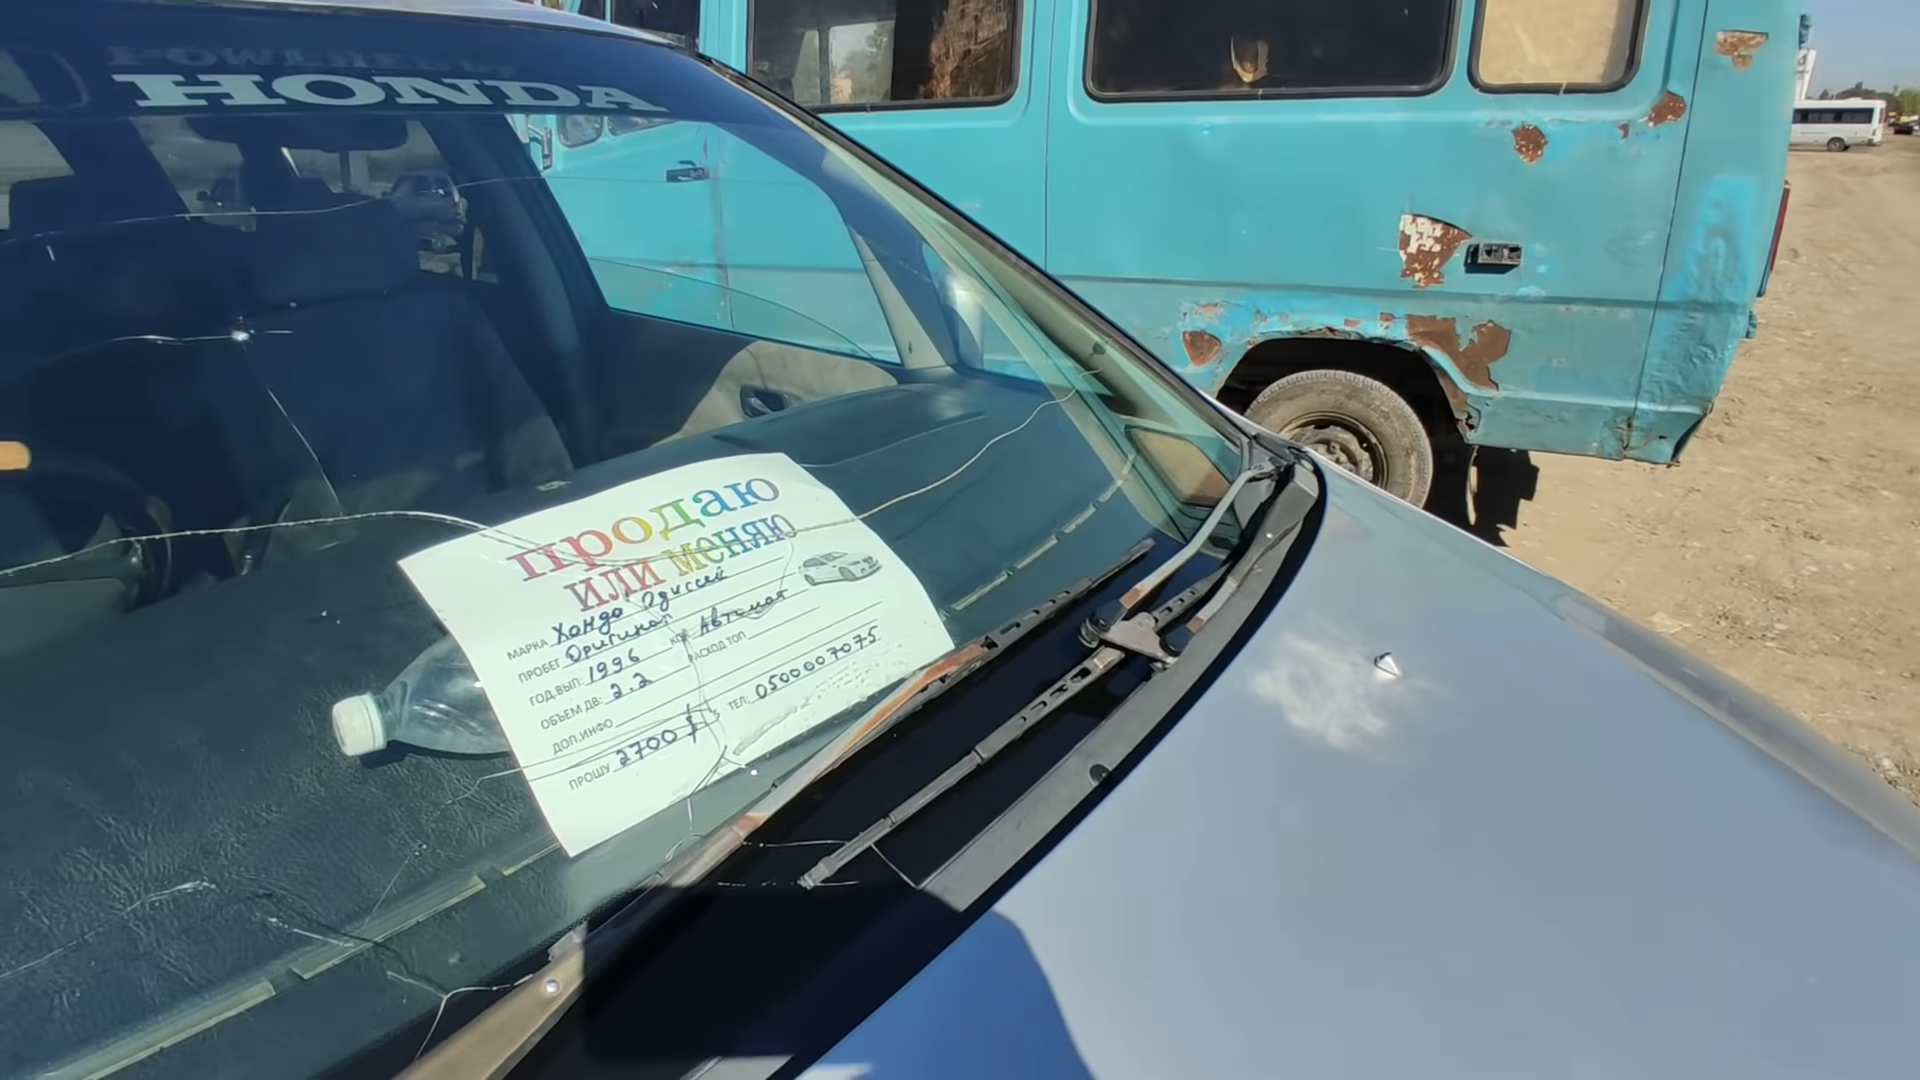 POWERED by
HONDA
продаю
или меняю
МАРКА Хонда Одиссей
ПРОБЕГ Оригинал КПП Автомат
ГОД.ВЫП: 1996 РАСХОД ТОП
ОБЪЕМ ДВ: 2.2
ДОП.ИНФО ТЕЛ: 0500007075
ПРОШУ 2700 $